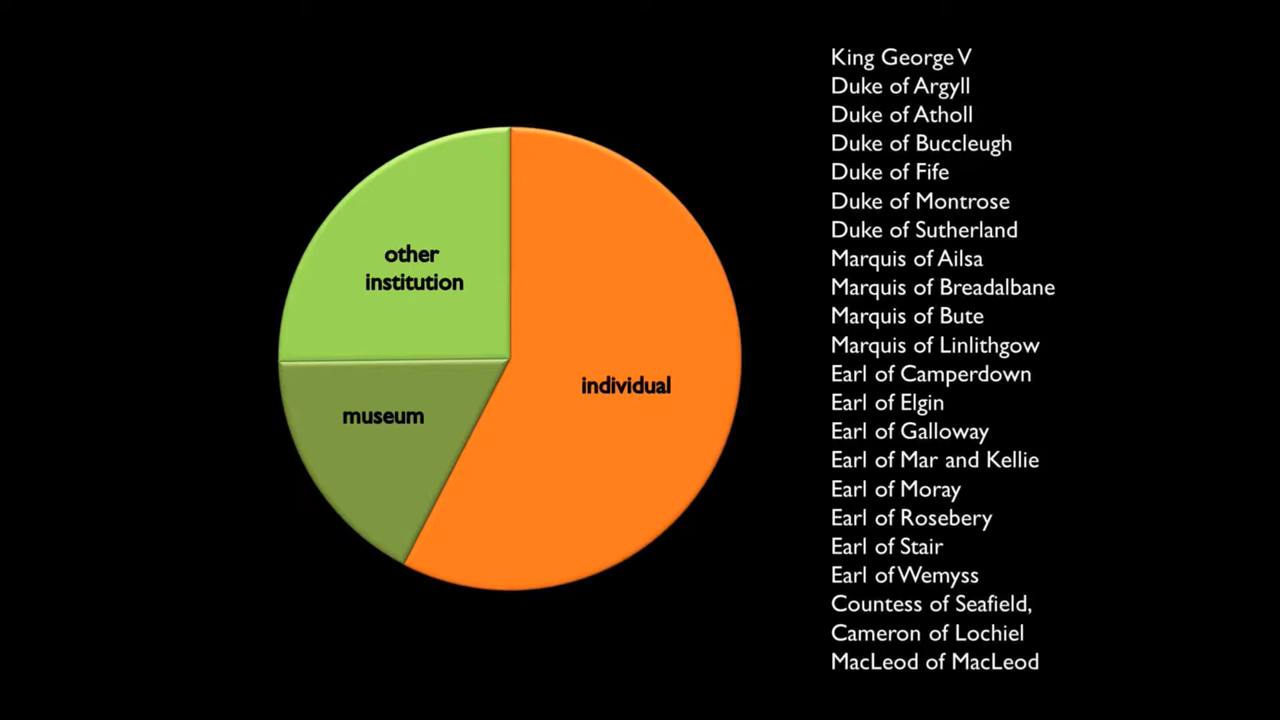 other
institution
museum
individual
King George V
Duke of Argyll
Duke of Atholl
Duke of Buccleugh
Duke of Fife
Duke of Montrose
Duke of Sutherland
Marquis of Ailsa
Marquis of Breadalbane
Marquis of Bute
Marquis of Linlithgow
Earl of Camperdown
Earl of Elgin
Earl of Galloway
Earl of Mar and Kellie
Earl of Moray
Earl of Rosebery
Earl of Stair
Earl of Wemyss
Countess of Seafield,
Cameron of Lochiel
MacLeod of MacLeod